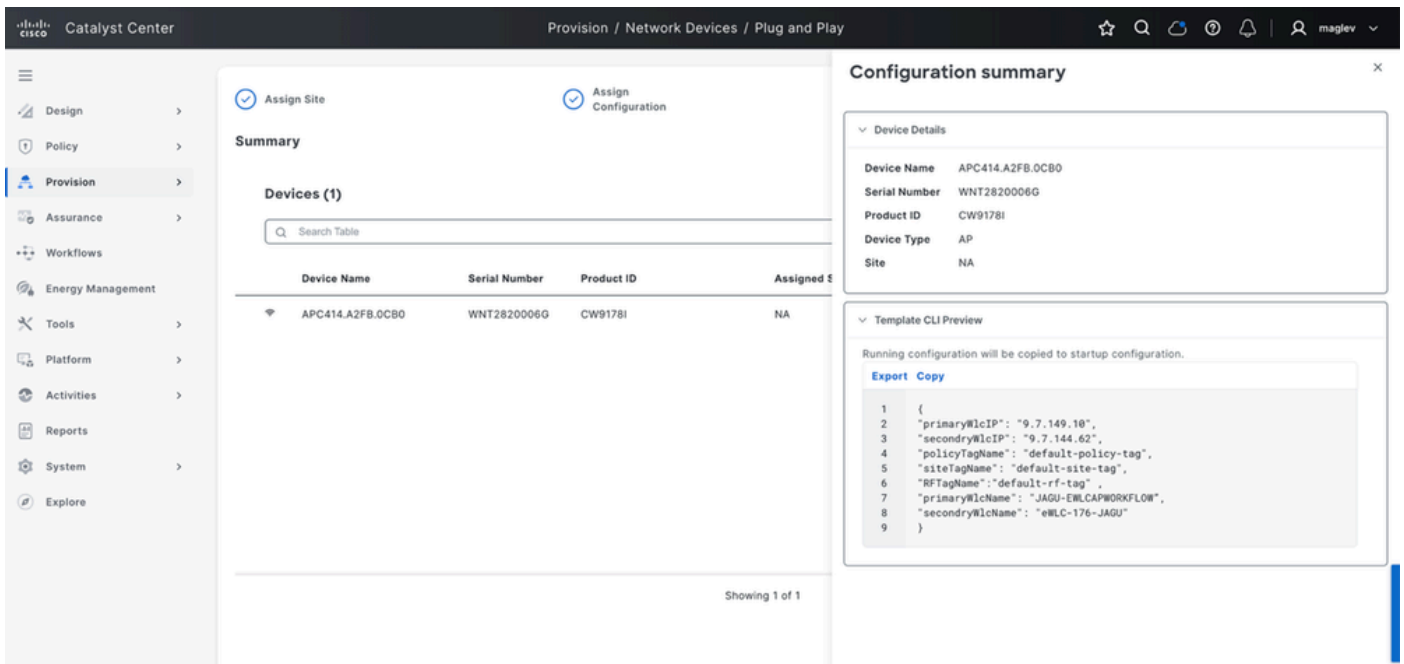 cisco Catalyst Center
Provision / Network Devices / Plug and Play
maglev
Design
Policy
Provision
Assurance
Workflows
Energy Management
Tools
Platform
Activities
Reports
System
Explore
Assign Site
Assign
Configuration
Summary
Devices (1)
Search Table
Device Name Serial Number Product ID Assigned S
APC414.A2FB.0CB0 WNT2820006G CW9178I NA
Showing 1 of 1
Configuration summary
Device Details
Device Name APC414.A2FB.0CB0
Serial Number WNT2820006G
Product ID CW9178I
Device Type AP
Site NA
Template CLI Preview
Running configuration will be copied to startup configuration.
Export Copy
1 {
2 "primaryWlcIP": "9.7.149.10",
3 "secondryWlcIP": "9.7.144.62",
4 "policyTagName": "default-policy-tag",
5 "siteTagName": "default-site-tag",
6 "RFTagName":"default-rf-tag" ,
7 "primaryWlcName": "JAGU-EWLCAPWORKFLOW",
8 "secondryWlcName": "eWLC-176-JAGU"
9 }